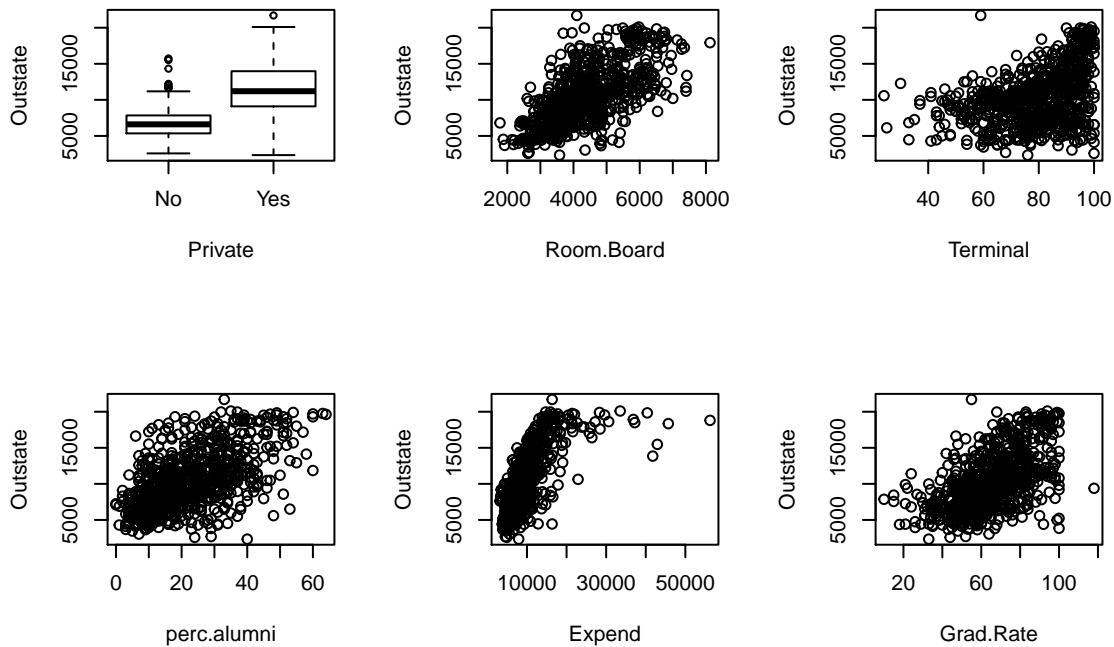 Outstate
5000
15000
No
Yes
Private
Outstate
5000
15000
2000
4000
6000
8000
Room.Board
Outstate
5000
15000
40
60
80
100
Terminal
Outstate
5000
15000
0
20
40
60
perc.alumni
Outstate
5000
15000
10000
30000
50000
Expend
Outstate
5000
15000
20
60
100
Grad.Rate